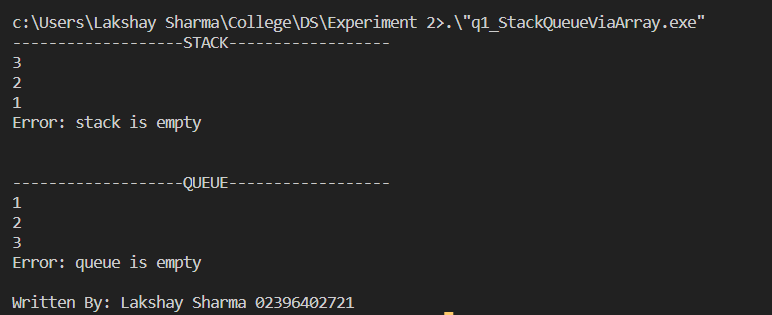 c:\Users\Lakshay Sharma\College\DS\Experiment 2>.\"q1_StackQueueViaArray.exe"
-------------------STACK------------------
3
2
1
Error: stack is empty
-------------------QUEUE------------------
1
2
3
Error: queue is empty
Written By: Lakshay Sharma 02396402721